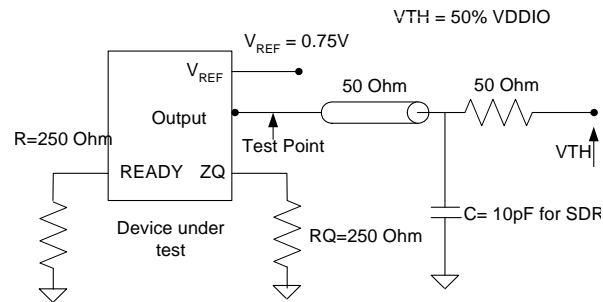 VTH = 50% VDDIO
VREF = 0.75V
VREF
50 Ohm
50 Ohm
Output
R=250 Ohm
Test Point
VTH
READY
ZQ
C= 10pF for SDR
Device under
test
RQ=250 Ohm